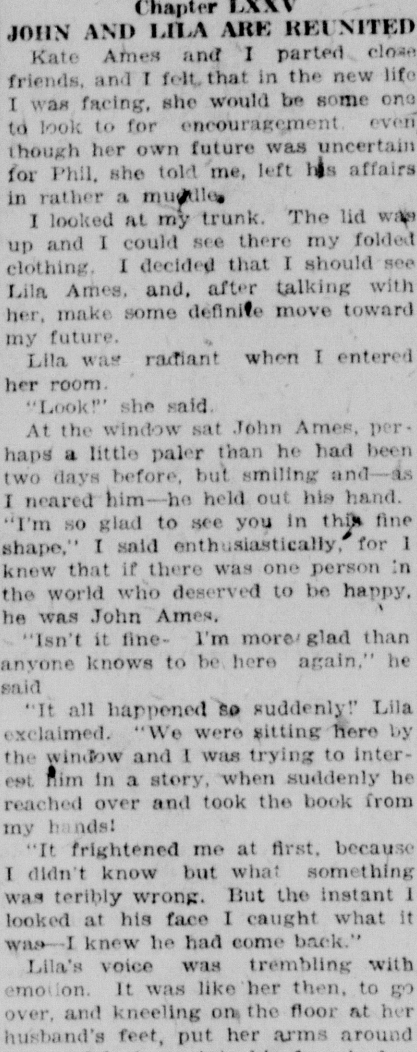 Chapter LXXV
JOHN AND LILA ARE REUNITED
Kate Ames and I parted close
friends, and I felt that in the new life
I was facing, she would be some one
to look to for encouragement even
though her own future was uncertain
for Phil, she told me, left his affairs
in rather a muddle.
I looked at my trunk. The lid was
up and I could see there my folded
clothing. I decided that I should see
Lila Ames, and, after talking with
her, make some definite move toward
my future.
Lila was radiant when I entered
her room.
"Look!" she said.
At the window sat John Ames, per-
haps a little paler than he had been
two days before, but smiling and—as
I neared him—he held out his hand.
"I'm so glad to see you in this fine
shape," I said enthusiastically, for I
knew that if there was one person in
the world who deserved to be happy,
he was John Ames.
"Isn't it fine- I'm more glad than
anyone knows to be here again," he
said
"It all happened so suddenly!" Lila
exclaimed. "We were sitting here by
the window and I was trying to inter-
est him in a story, when suddenly he
reached over and took the book from
my hands!
"It frightened me at first, because
I didn't know but what something
was teribly wrong. But the instant I
looked at his face I caught what it
was—I knew he had come back."
Lila's voice was trembling with
emotion. It was like her then, to go
over, and kneeling on the floor at her
husband's feet, put her arms around